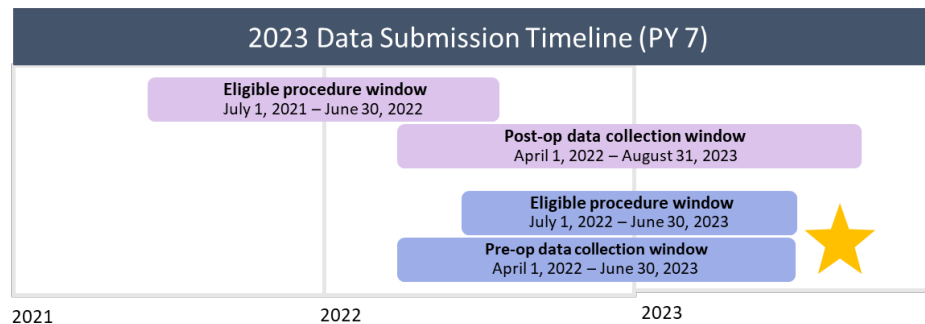 2023 Data Submission Timeline (PY 7)
Eligible procedure window
July 1, 2021 – June 30, 2022
Post-op data collection window
April 1, 2022 – August 31, 2023
Eligible procedure window
July 1, 2022 – June 30, 2023
Pre-op data collection window
April 1, 2022 – June 30, 2023
2021
2022
2023